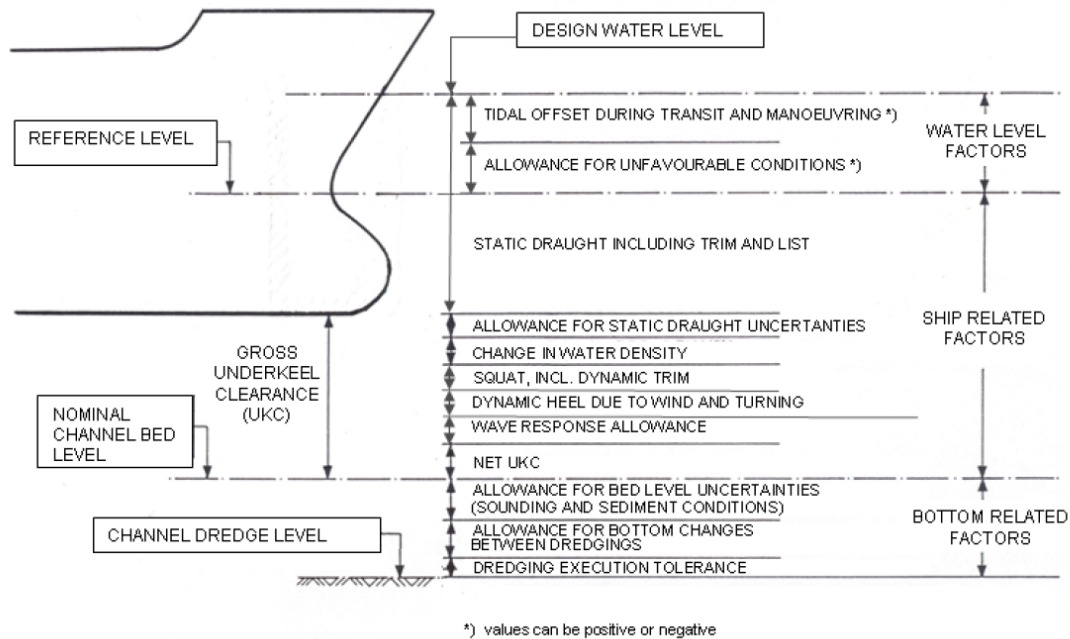 DESIGN WATER LEVEL
TIDAL OFFSET DURING TRANSIT AND MANOEUVRING *)
REFERENCE LEVEL
WATER LEVEL
FACTORS
ALLOWANCE FOR UNFAVOURABLE CONDITIONS *)
STATIC DRAUGHT INCLUDING TRIM AND LIST
SHIP RELATED
FACTORS
ALLOWANCE FOR STATIC DRAUGHT UNCERTANTIES
GROSS
UNDERKEEL
CLEARANCE
(UKC)
CHANGE IN WATER DENSITY
SQUAT, INCL. DYNAMIC TRIM
DYNAMIC HEEL DUE TO WIND AND TURNING
NOMINAL
CHANNEL BED
LEVEL
WAVE RESPONSE ALLOWANCE
NET UKC
ALLOWANCE FOR BED LEVEL UNCERTAINTIES
(SOUNDING AND SEDIMENT CONDITIONS)
BOTTOM RELATED
FACTORS
CHANNEL DREDGE LEVEL
ALLOWANCE FOR BOTTOM CHANGES
BETWEEN DREDGINGS
DREDGING EXECUTION TOLERANCE
*) values can be positive or negative